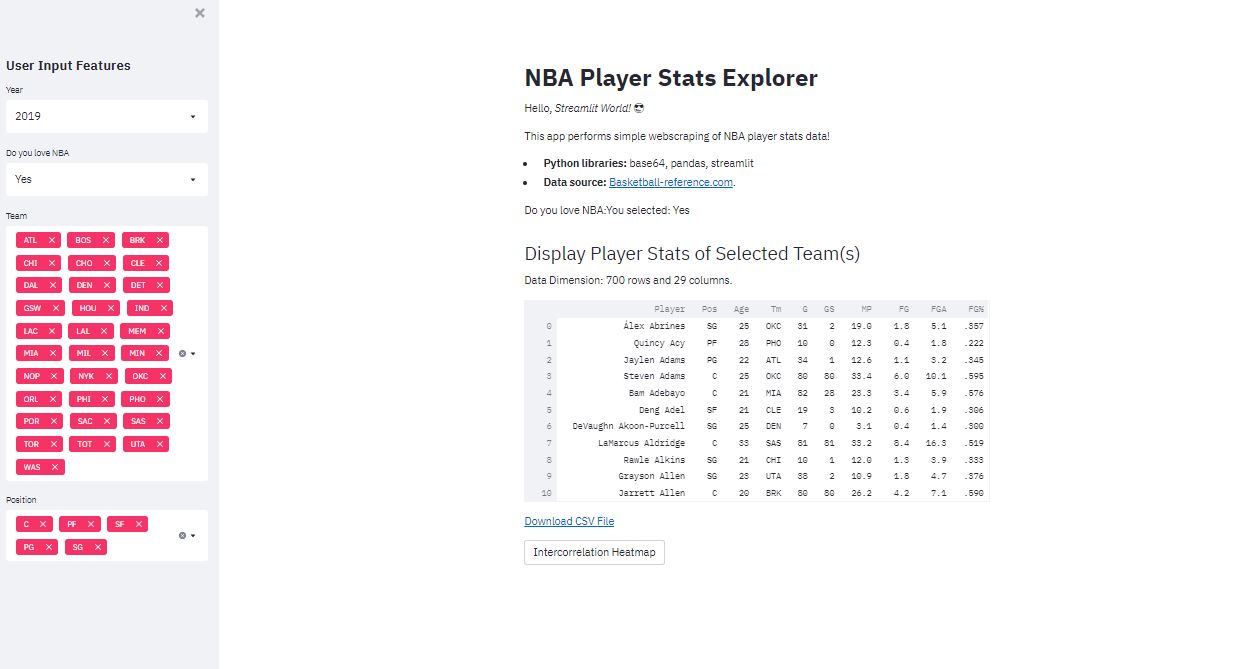 User Input Features
Year
2019
Do you love NBA
Yes
Team
ATL BOS BRK
CHI CHO CLE
DAL DEN DET
GSW HOU IND
LAC LAL MEM
MIA MIL MIN
NOP NYK OKC
ORL PHI PHO
POR SAC SAS
TOR TOT UTA
WAS
Position
C PF SF
PG SG
NBA Player Stats Explorer
Hello, Streamlit World! 😎
This app performs simple webscraping of NBA player stats data!
• Python libraries: base64, pandas, streamlit
• Data source: Basketball-reference.com.
Do you love NBA:You selected: Yes
Display Player Stats of Selected Team(s)
Data Dimension: 700 rows and 29 columns.
Player Pos Age Tm G GS MP FG FGA FG%
0 Álex Abrines SG 25 OKC 31 2 19.0 1.8 5.1 .357
1 Quincy Acy PF 28 PHO 10 0 12.3 0.4 1.8 .222
2 Jaylen Adams PG 22 ATL 34 1 12.6 1.1 3.2 .345
3 Steven Adams C 25 OKC 80 80 33.4 6.0 10.1 .595
4 Bam Adebayo C 21 MIA 82 28 23.3 3.4 5.9 .576
5 Deng Adel SF 21 CLE 19 3 10.2 0.6 1.9 .306
6 DeVaughn Akoon-Purcell SG 25 DEN 7 0 3.1 0.4 1.4 .300
7 LaMarcus Aldridge C 33 SAS 81 81 33.2 8.4 16.3 .519
8 Rawle Alkins SG 21 CHI 10 1 12.0 1.3 3.9 .333
9 Grayson Allen SG 23 UTA 38 2 10.9 1.8 4.7 .376
10 Jarrett Allen C 20 BRK 80 80 26.2 4.2 7.1 .590
Download CSV File
Intercorrelation Heatmap